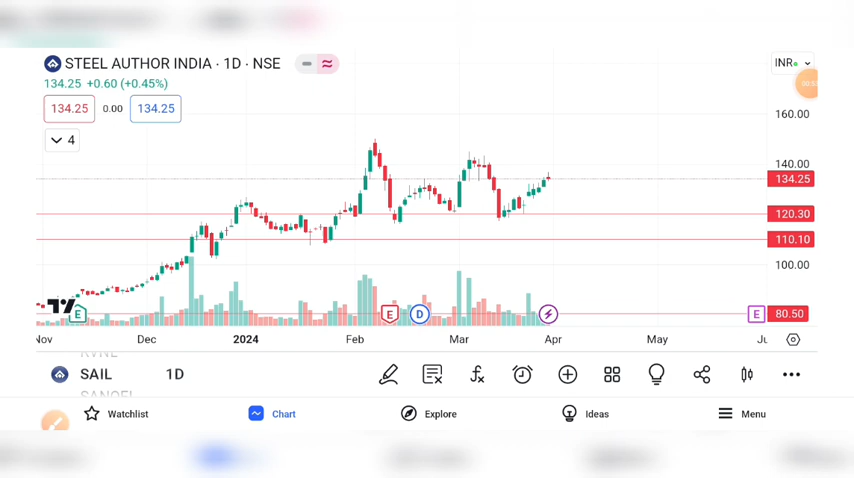 STEEL AUTHOR INDIA · 1D · NSE
INR
134.25 +0.60 (+0.45%)
134.25 0.00 134.25
4
160.00
140.00
134.25
120.30
110.10
100.00
80.50
E E D E
Nov Dec 2024 Feb Mar Apr May Ju
SAIL 1D
Watchlist Chart Explore Ideas Menu